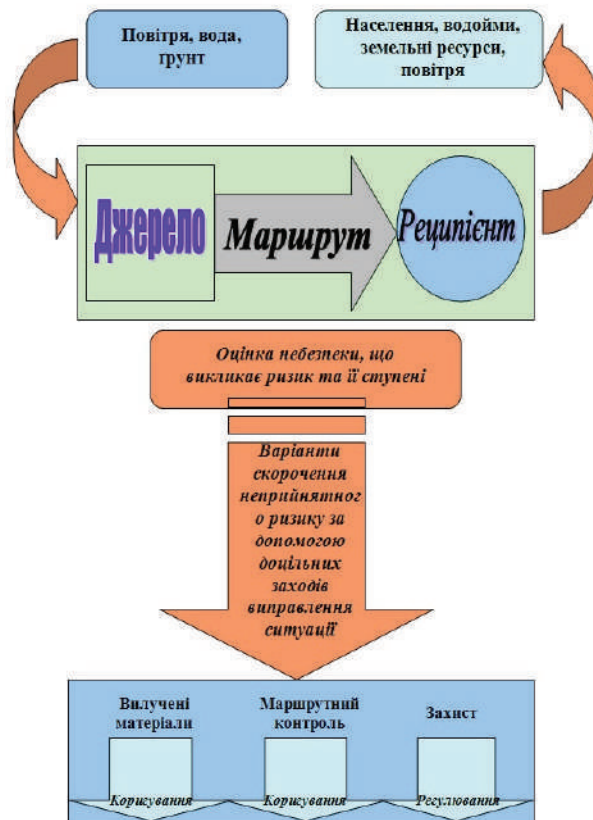 Повітря, вода,
ґрунт
Населення, водойми,
земельні ресурси,
повітря
Джерело
Маршрут
Реципієнт
Оцінка небезпеки, що
викликає ризик та її ступені
Варіанти
скорочення
неприйнятног
о ризику за
допомогою
доцільних
заходів
виправлення
ситуації
Вилучені
матеріали
Маршрутний
контроль
Захист
Коригування
Коригування
Регулювання